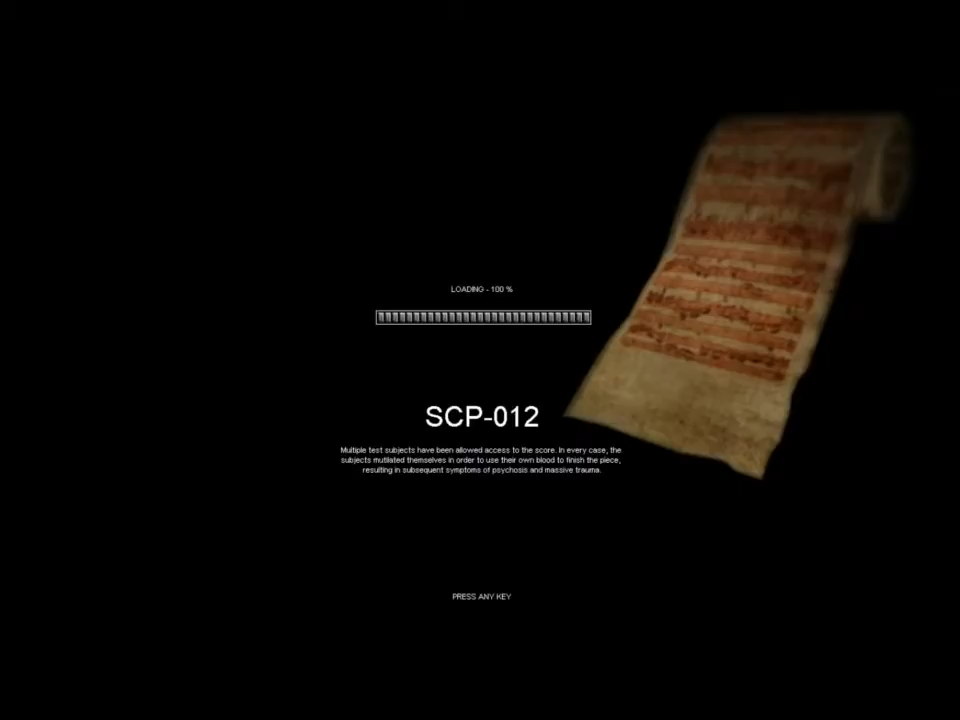 LOADING - 100 %
SCP-012
Multiple test subjects have been allowed access to the score. In every case, the
subjects mutilated themselves in order to use their own blood to finish the piece,
resulting in subsequent symptoms of psychosis and massive trauma.
PRESS ANY KEY